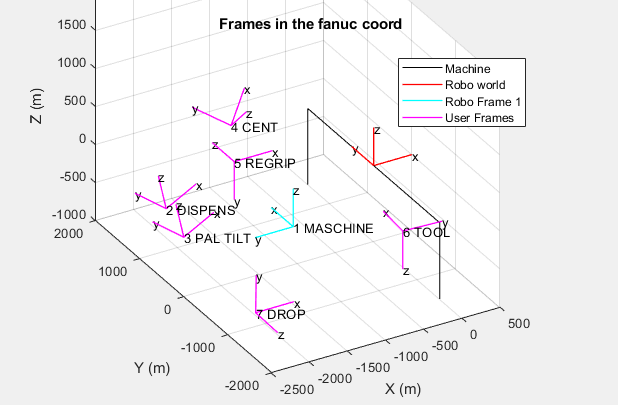 Frames in the fanuc coord
Machine
Robo world
Robo Frame 1
User Frames
Z (m)
1500
1000
500
0
-500
-1000
2000
1000
0
-1000
-2000
Y (m)
-2500
-2000
-1500
-1000
-500
0
500
X (m)
y
x
z
4 CENT
z
x
5 REGRIP
y
z
y
x
2 DISPENS
z
x
y
3 PAL TILT
z
x
y
1 MASCHINE
z
y
x
x
y
6 TOOL
z
y
x
7 DROP
z